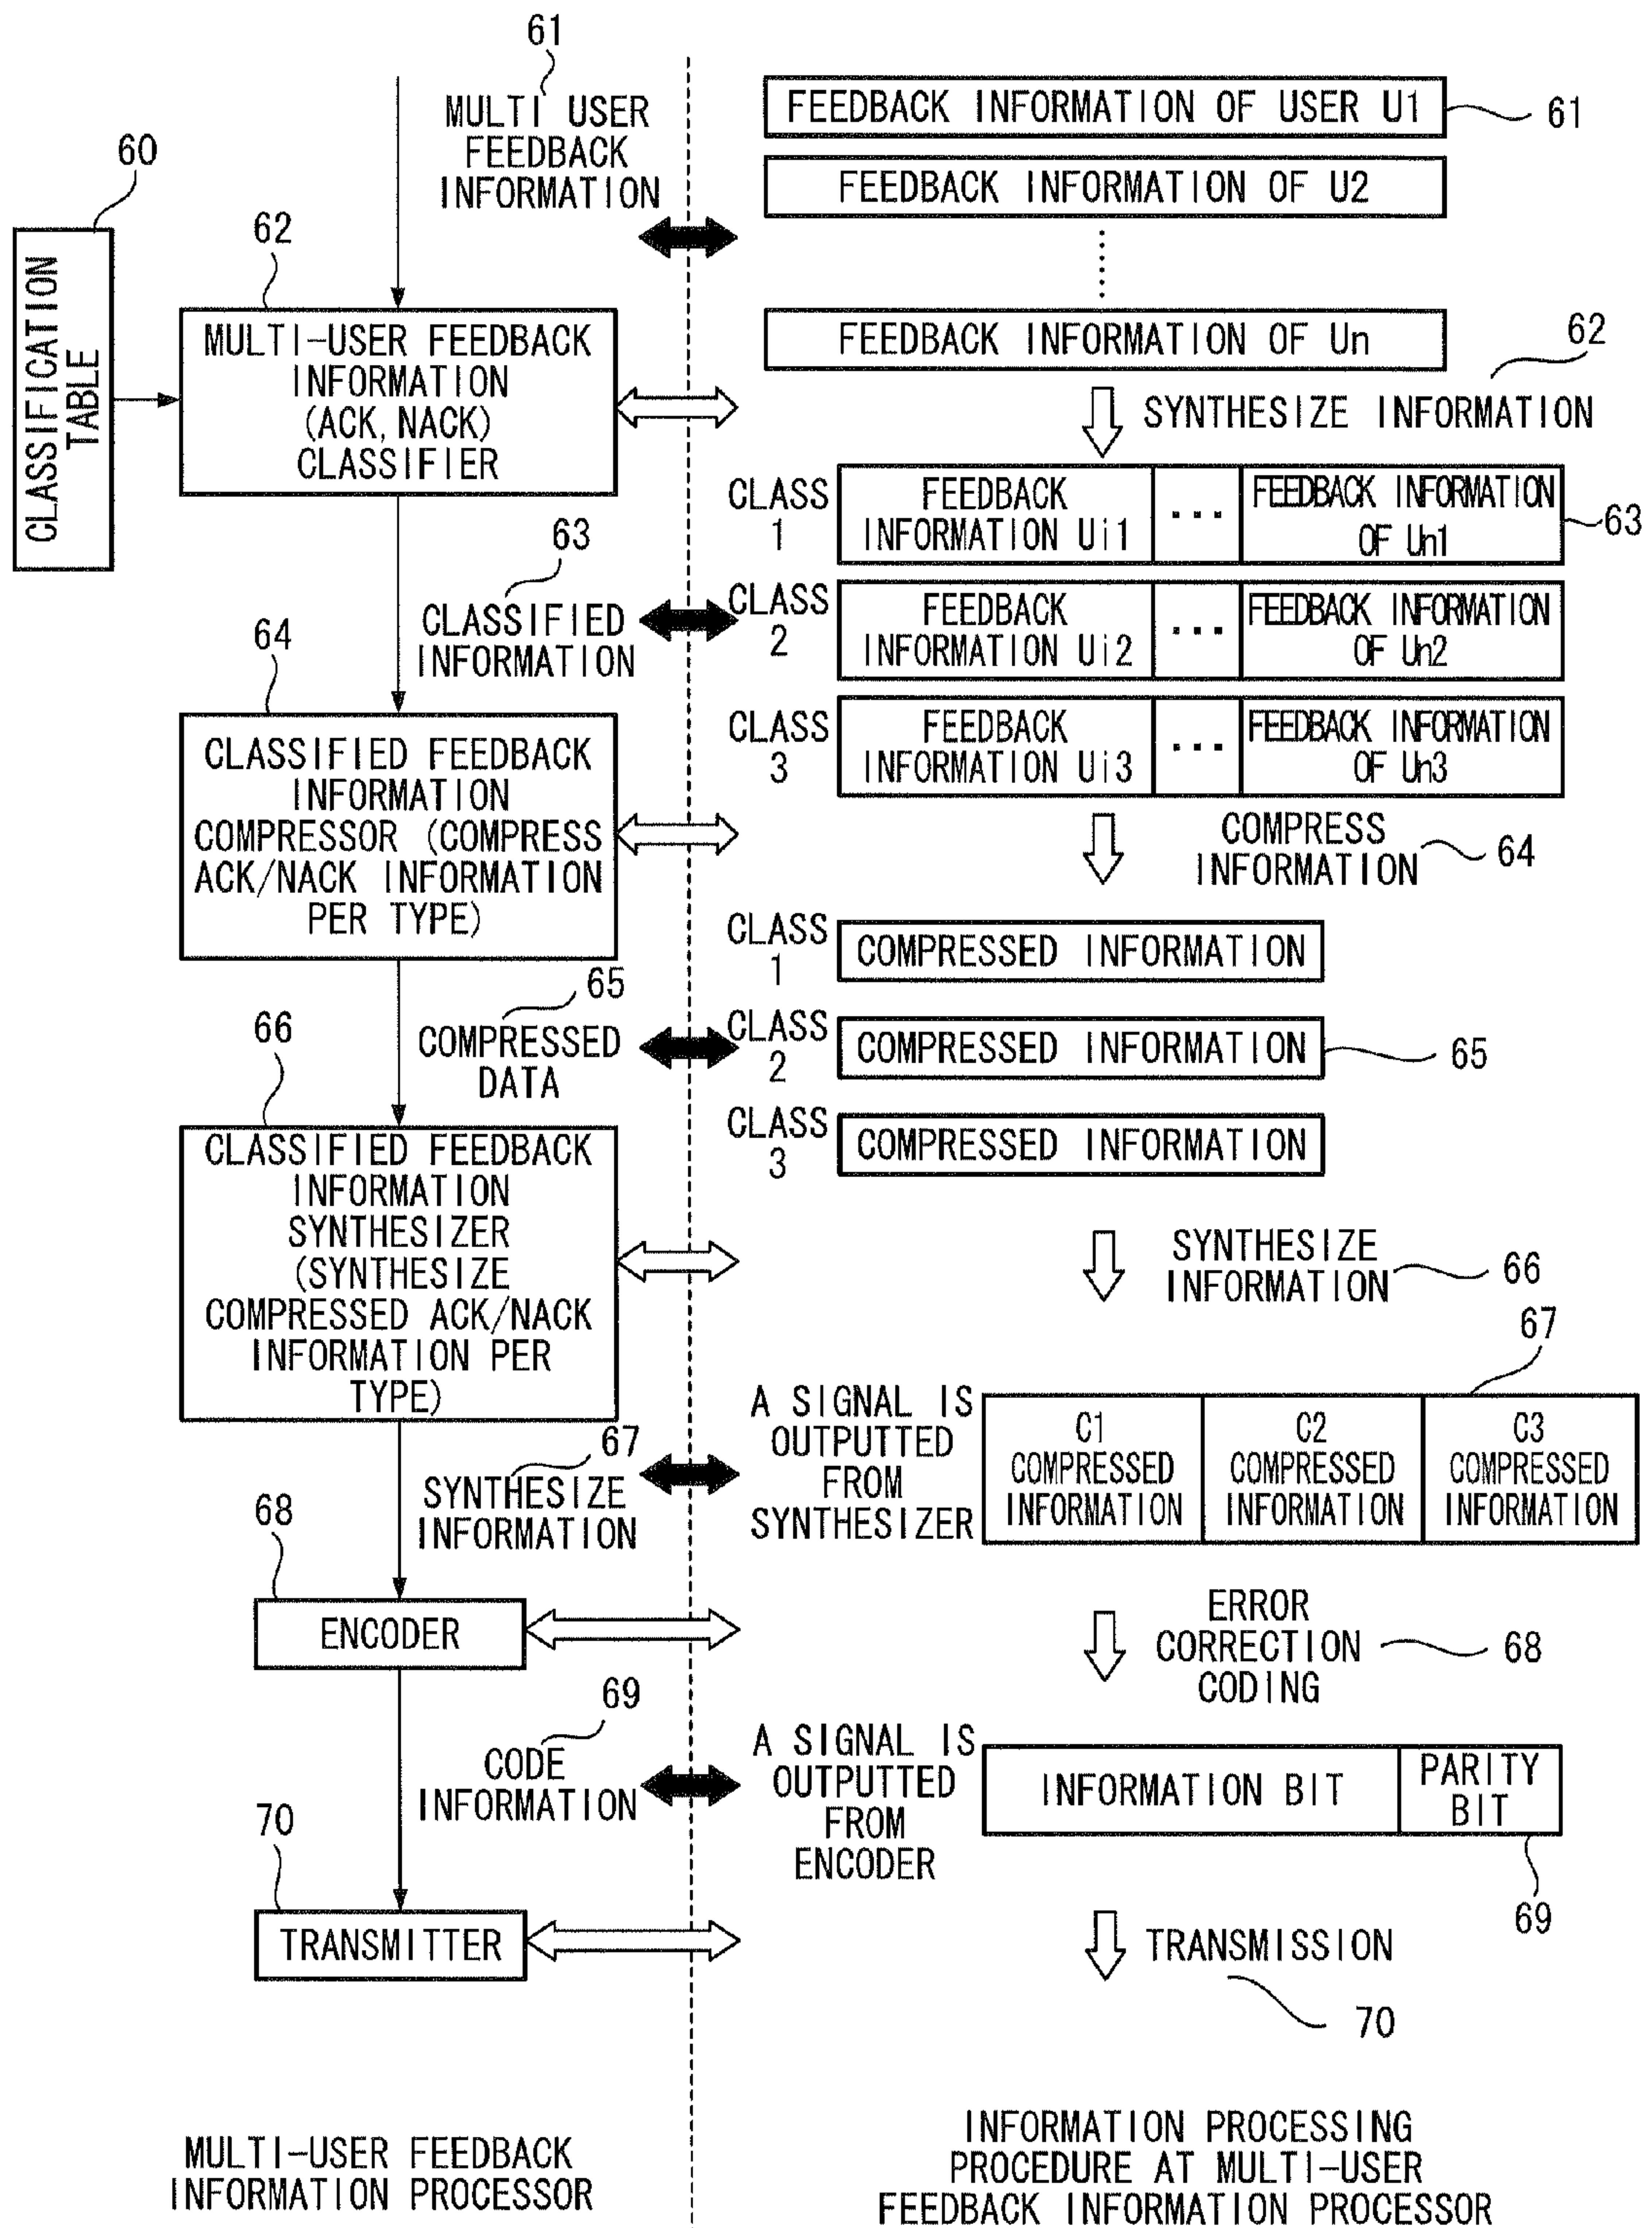 61
MULTI USER
FEEDBACK
INFORMATION
60
CLASSIFICATION
TABLE
62
MULTI-USER FEEDBACK
INFORMATION
(ACK, NACK)
CLASSIFIER
63
CLASSIFIED
INFORMATION
64
CLASSIFIED FEEDBACK
INFORMATION
COMPRESSOR (COMPRESS
ACK/NACK INFORMATION
PER TYPE)
65
COMPRESSED
DATA
66
CLASSIFIED FEEDBACK
INFORMATION
SYNTHESIZER
(SYNTHESIZE
COMPRESSED ACK/NACK
INFORMATION PER
TYPE)
67
SYNTHESIZE
INFORMATION
68
ENCODER
69
CODE
INFORMATION
70
TRANSMITTER
MULTI-USER FEEDBACK
INFORMATION PROCESSOR
FEEDBACK INFORMATION OF USER U1
61
FEEDBACK INFORMATION OF U2
FEEDBACK INFORMATION OF Un
62
SYNTHESIZE INFORMATION
CLASS
1
FEEDBACK
INFORMATION Ui1
...
FEEDBACK INFORMATION
OF Un1
63
CLASS
2
FEEDBACK
INFORMATION Ui2
...
FEEDBACK INFORMATION
OF Un2
CLASS
3
FEEDBACK
INFORMATION Ui3
...
FEEDBACK INFORMATION
OF Un3
COMPRESS
INFORMATION
64
CLASS
1
COMPRESSED INFORMATION
CLASS
2
COMPRESSED INFORMATION
65
CLASS
3
COMPRESSED INFORMATION
SYNTHESIZE
INFORMATION
66
67
A SIGNAL IS
OUTPUTTED
FROM
SYNTHESIZER
C1
COMPRESSED
INFORMATION
C2
COMPRESSED
INFORMATION
C3
COMPRESSED
INFORMATION
ERROR
CORRECTION
CODING
68
A SIGNAL IS
OUTPUTTED
FROM
ENCODER
INFORMATION BIT
PARITY
BIT
69
TRANSMISSION
70
INFORMATION PROCESSING
PROCEDURE AT MULTI-USER
FEEDBACK INFORMATION PROCESSOR